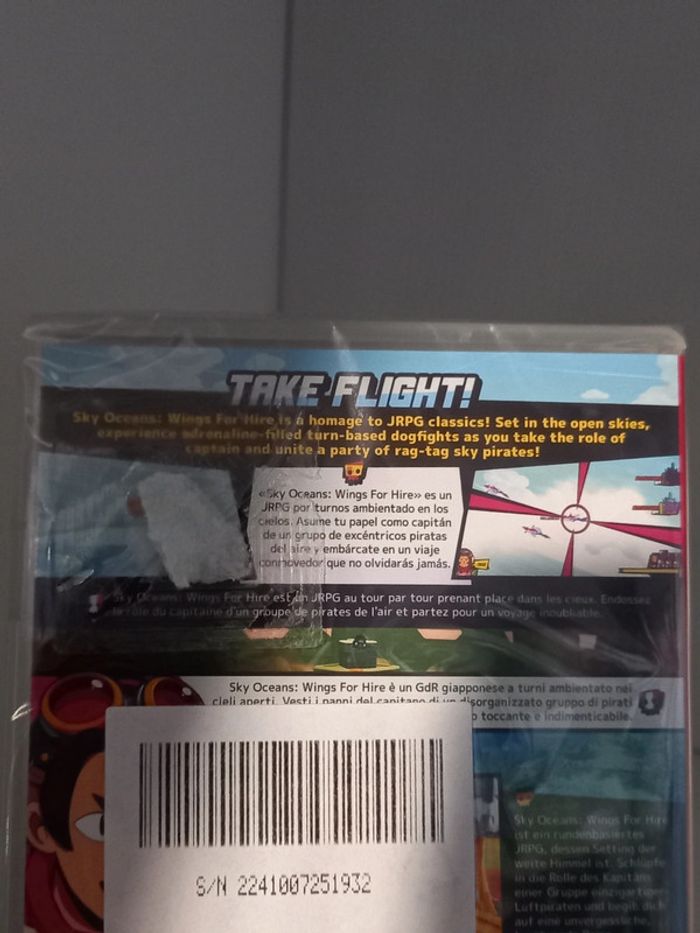 TAKE FLIGHT!
Sky Oceans: Wings For Hire is a homage to JRPG classics! Set in the open skies,
experience adrenaline-filled turn-based dogfights as you take the role of
captain and unite a party of rag-tag sky pirates!
«Sky Oceans: Wings For Hire» es un
JRPG por turnos ambientado en los
cielos. Asume tu papel como capitán
de un grupo de excéntricos piratas
del aire y embárcate en un viaje
conmovedor que no olvidarás jamás.
Sky Oceans: Wings For Hire est un JRPG au tour par tour prenant place dans les cieux. Endossez
le rôle du capitaine d'un groupe de pirates de l'air et partez pour un voyage inoubliable.
Sky Oceans: Wings For Hire è un GdR giapponese a turni ambientato nei
cieli aperti. Vesti i panni del capitano di un disorganizzato gruppo di pirati
toccante e indimenticabile.
Sky Oceans: Wings For Hire
ist ein rundenbasiertes
JRPG, dessen Setting der
weite Himmel ist. Schlüpfe
in die Rolle des Kapitäns
einer Gruppe einzigartiger
Luftpiraten und begib dich
auf eine unvergessliche,
S/N 2241007251932